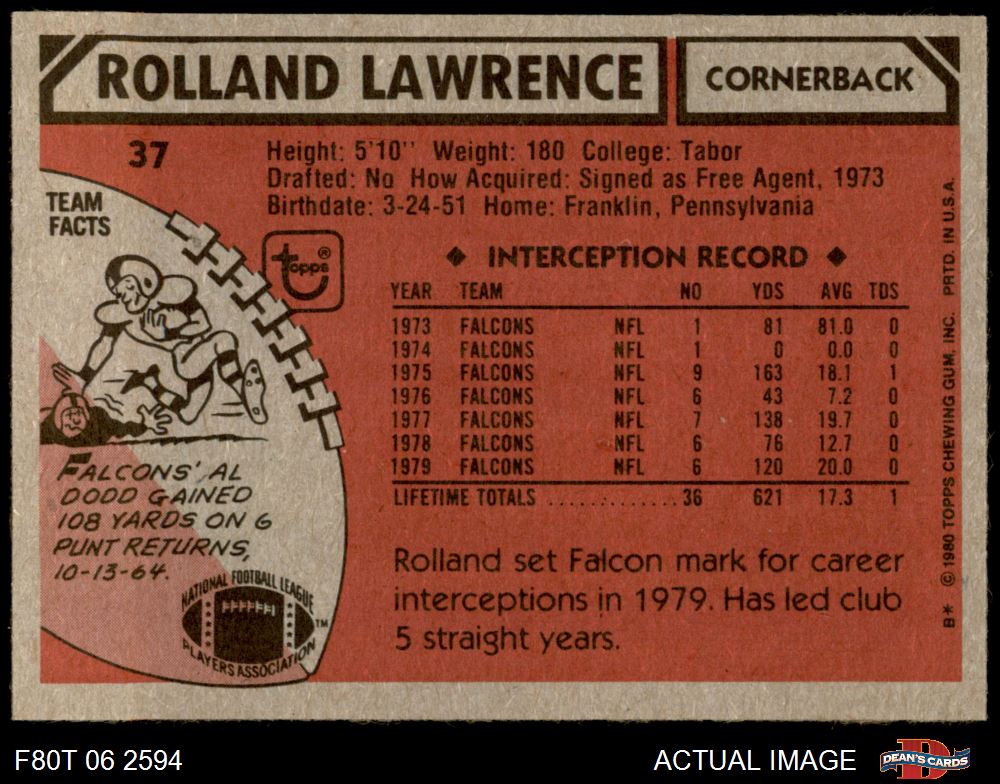 ROLLAND LAWRENCE
CORNERBACK
37
Height: 5'10'' Weight: 180 College: Tabor
Drafted: No How Acquired: Signed as Free Agent, 1973
Birthdate: 3-24-51 Home: Franklin, Pennsylvania
TEAM
FACTS
topps®
◆ INTERCEPTION RECORD ◆
YEAR TEAM NO YDS AVG TDS
1973 FALCONS NFL 1 81 81.0 0
1974 FALCONS NFL 1 0 0.0 0
1975 FALCONS NFL 9 163 18.1 1
1976 FALCONS NFL 6 43 7.2 0
1977 FALCONS NFL 7 138 19.7 0
1978 FALCONS NFL 6 76 12.7 0
1979 FALCONS NFL 6 120 20.0 0
LIFETIME TOTALS ............ 36 621 17.3 1
FALCONS' AL
DODD GAINED
108 YARDS ON 6
PUNT RETURNS,
10-13-64.
NATIONAL FOOTBALL LEAGUE
PLAYERS ASSOCIATION
TM
Rolland set Falcon mark for career
interceptions in 1979. Has led club
5 straight years.
B* © 1980 TOPPS CHEWING GUM, INC. PRTD. IN U.S.A.
F80T 06 2594
ACTUAL IMAGE
D
DEAN'S CARDS